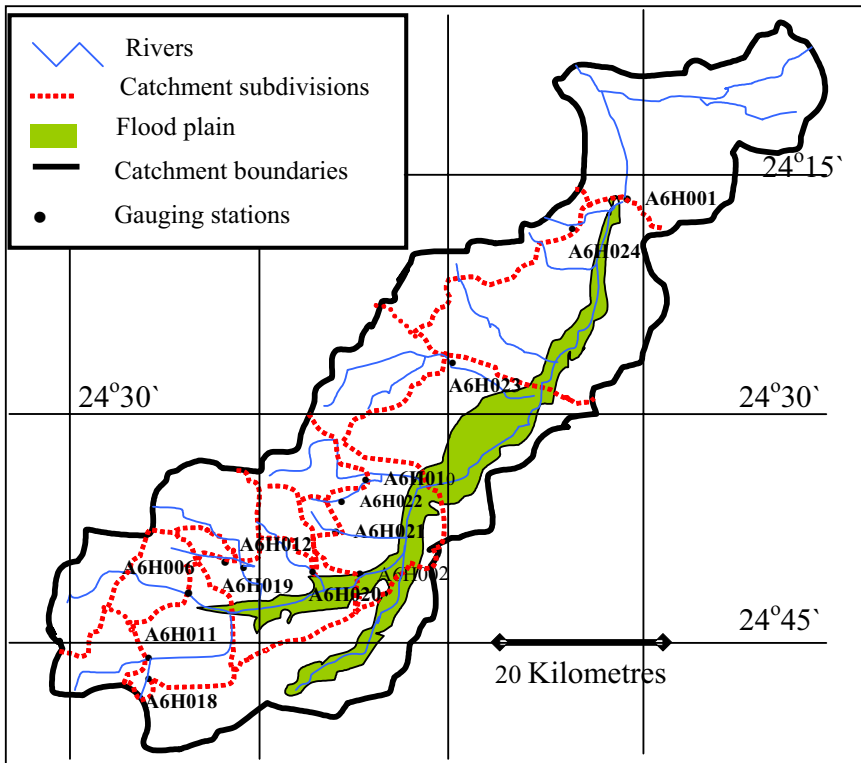 Rivers
Catchment subdivisions
Flood plain
Catchment boundaries
Gauging stations
24°15`
A6H001
A6H024
A6H023
24°30`
24°30`
A6H010
A6H022
A6H021
A6H012
A6H006
A6H019
A6H002
A6H020
A6H011
24°45`
A6H018
20 Kilometres